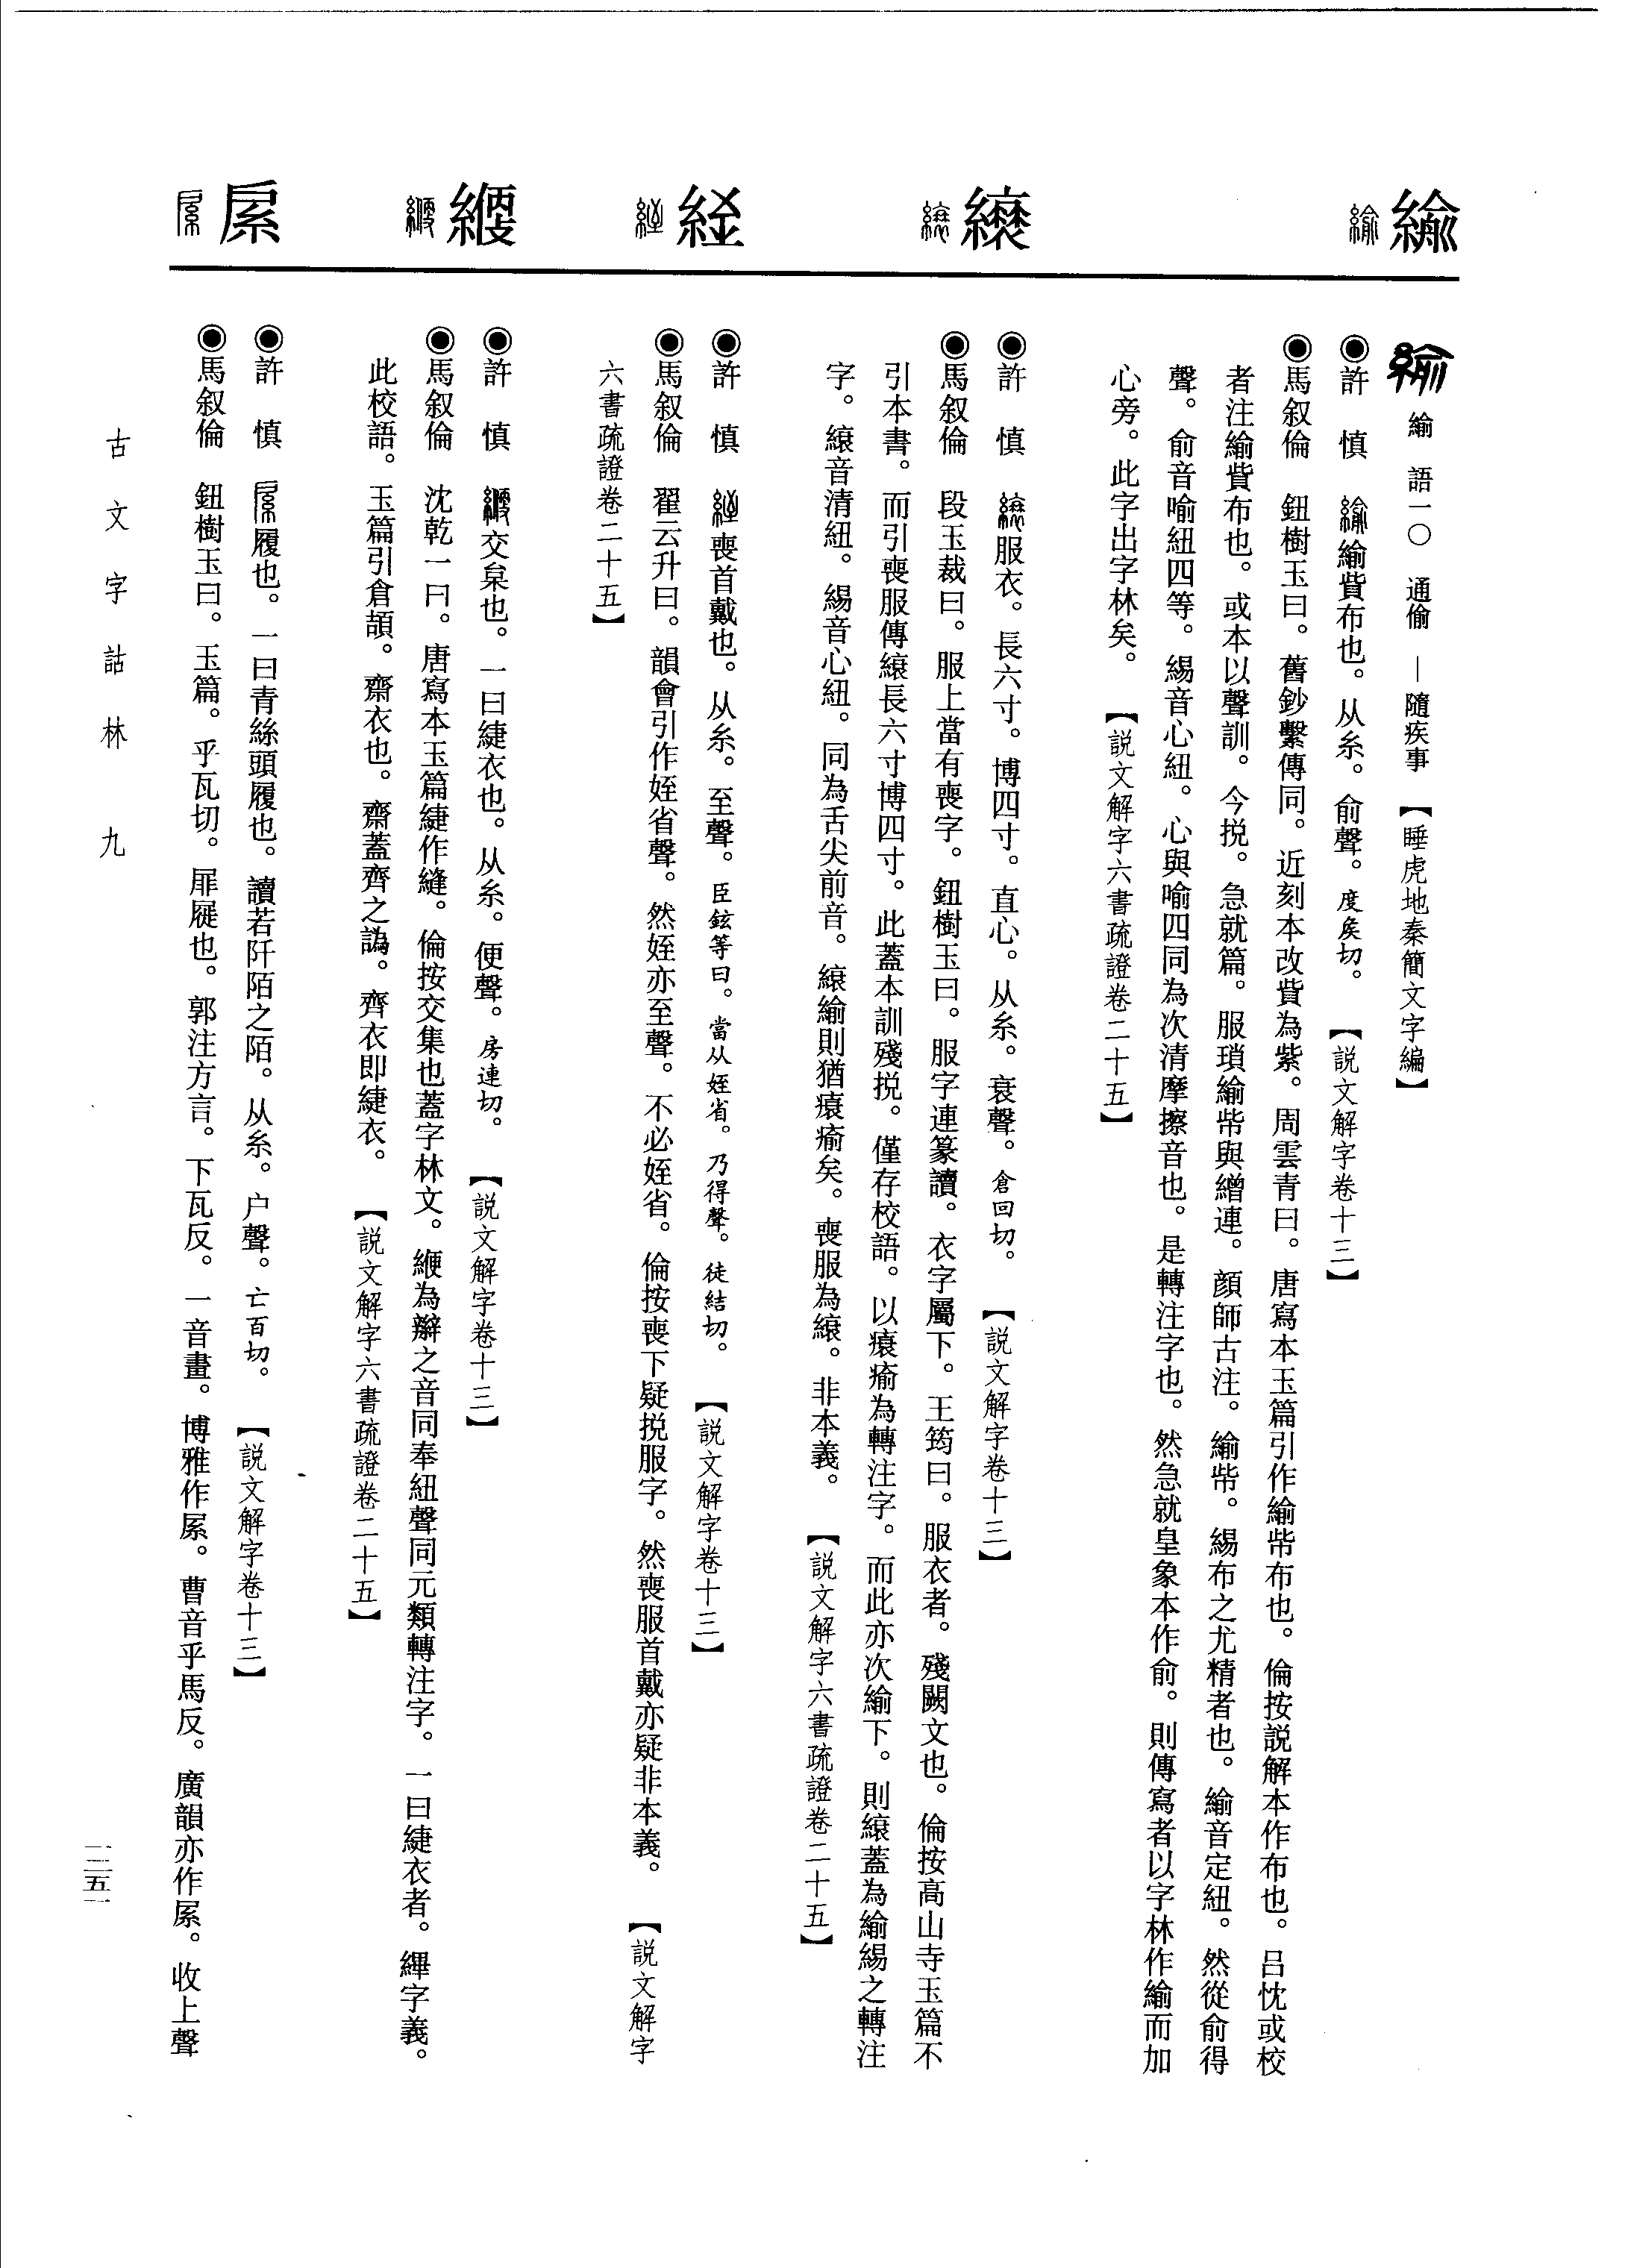 緰
縗
絰
緶
䋀
緰 語一〇 通偷 —隨疾事 【睡虎地秦簡文字編】
◉許 慎 緰緰貲布也。从糸。俞聲。度矦切。 【説文解字卷十三】
◉馬叙倫 鈕樹玉曰。舊鈔繫傳同。近刻本改貲為紫。周雲青曰。唐寫本玉篇引作緰帋布也。倫按説解本作布也。吕忱或校
者注緰貲布也。或本以聲訓。今挩。急就篇。服瑣緰帋與繒連。顔師古注。緰帋。緆布之尤精者也。緰音定紐。然從俞得
聲。俞音喻紐四等。緆音心紐。心與喻四同為次清摩擦音也。是轉注字也。然急就皇象本作俞。則傳寫者以字林作緰而加
心旁。此字出字林矣。 【説文解字六書疏證卷二十五】
◉許 慎 縗服衣。長六寸。博四寸。直心。从糸。衰聲。倉回切。 【説文解字卷十三】
◉馬叙倫 段玉裁曰。服上當有喪字。鈕樹玉曰。服字連篆讀。衣字屬下。王筠曰。服衣者。殘闕文也。倫按高山寺玉篇不
引本書。而引喪服傳縗長六寸博四寸。此蓋本訓殘挩。僅存校語。以㾯瘉為轉注字。而此亦次緰下。則縗蓋為緰緆之轉注
字。縗音清紐。緆音心紐。同為舌尖前音。縗緰則猶㾯瘉矣。喪服為縗。非本義。 【説文解字六書疏證卷二十五】
◉許 慎 絰喪首戴也。从糸。至聲。臣鉉等曰。當从姪省。乃得聲。徒結切。 【説文解字卷十三】
◉馬叙倫 翟云升曰。韻會引作姪省聲。然姪亦至聲。不必姪省。倫按喪下疑挩服字。然喪服首戴亦疑非本義。 【説文解字
六書疏證卷二十五】
◉許 慎 緶交枲也。一曰緁衣也。从糸。便聲。房連切。 【説文解字卷十三】
◉馬叙倫 沈乾一曰。唐寫本玉篇緁作縫。倫按交集也蓋字林文。緶為辮之音同奉紐聲同元類轉注字。一曰緁衣者。縪字義。
此校語。玉篇引倉頡。齋衣也。齋蓋齊之譌。齊衣即緁衣。 【説文解字六書疏證卷二十五】
◉許 慎 䋀履也。一曰青絲頭履也。讀若阡陌之陌。从糸。户聲。亡百切。 【説文解字卷十三】
◉馬叙倫 鈕樹玉曰。玉篇。乎瓦切。屝屣也。郭注方言。下瓦反。一音畫。博雅作䋀。曹音乎馬反。廣韻亦作䋀。收上聲
古文字詁林 九
一三五一